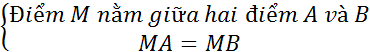 Điểm M nằm giữa hai điểm A và B
MA = MB